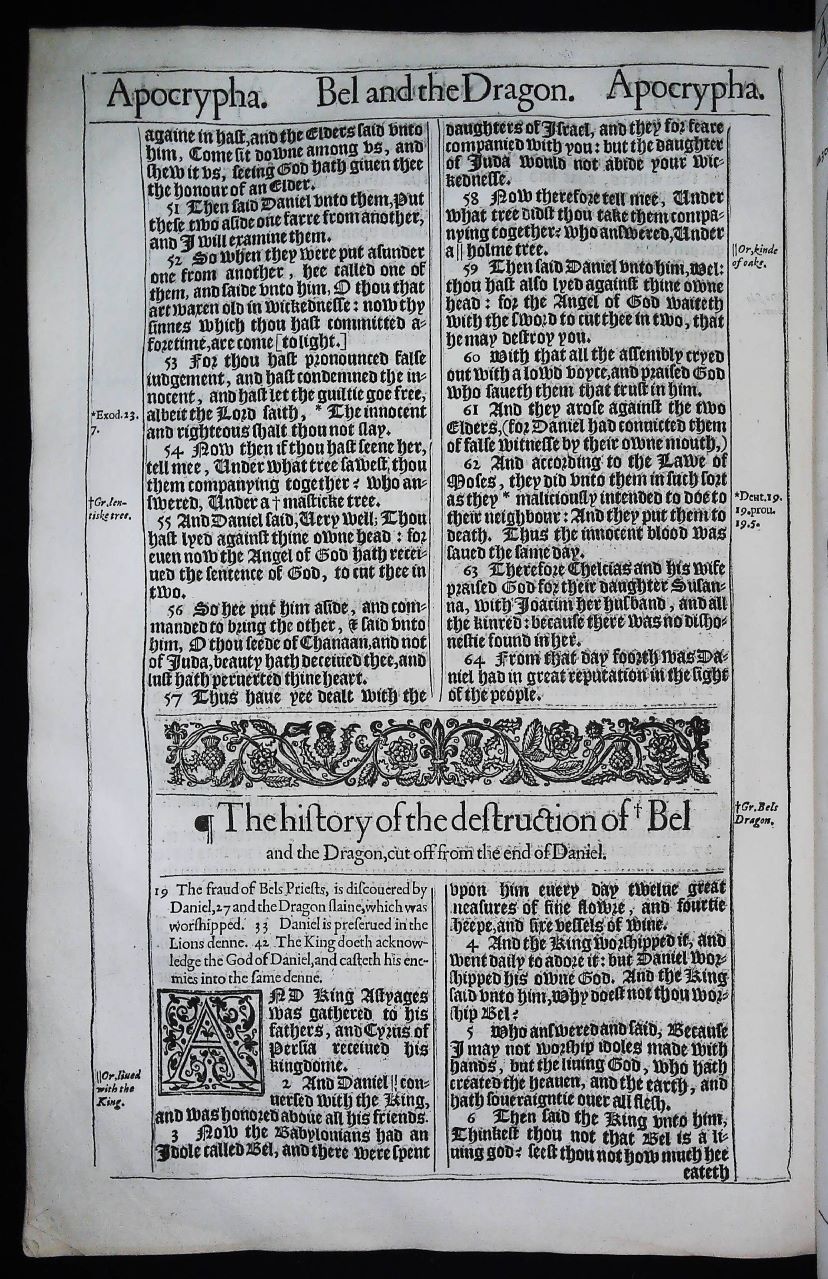 Apocrypha. Bel and the Dragon. Apocrypha.
againe in hast, and the Elders said vnto
him, Come sit downe among vs, and
shew it vs, seeing God hath giuen thee
the honour of an Elder.
51 Then said Daniel vnto them, Put
these two aside one farre from another,
and I will examine them.
52 So when they were put asunder
one from another, hee called one of
them, and saide vnto him, O thou that
art waxen old in wickednesse: now thy
sinnes which thou hast committed a-
foretime, are come [to light.]
53 For thou hast pronounced false
iudgement, and hast condemned the in-
nocent, and hast let the guiltie goe free,
albeit the Lord saith, * The innocent
and righteous shalt thou not slay.
54 Now then if thou hast seene her,
tell mee, Under what tree sawest thou
them companying together? who an-
swered, Under a † masticke tree.
55 And Daniel said, Uery well; Thou
hast lyed against thine owne head: for
euen now the Angel of God hath recei-
ued the sentence of God, to cut thee in
two.
56 So hee put him aside, and com-
manded to bring the other, & said vnto
him, O thou seede of Chanaan, and not
of Juda, beauty hath deceiued thee, and
lust hath peruerted thine heart.
57 Thus haue yee dealt with the
*Exod. 23.
7.
†Gr. len-
tiske tree.
daughters of Israel, and they for feare
companied with you: but the daughter
of Juda would not abide your wic-
kednesse.
58 Now therefore tell mee, Under
what tree didst thou take them compa-
nying together? who answered, Under
a || holme tree.
59 Then said Daniel vnto him, Wel:
thou hast also lyed against thine owne
head: for the Angel of God waiteth
with the sword to cut thee in two, that
he may destroy you.
60 With that all the assembly cryed
out with a lowd voyce, and praised God
who saueth them that trust in him.
61 And they arose against the two
Elders, (for Daniel had conuicted them
of false witnesse by their owne mouth,)
62 And according to the Lawe of
Moses, they did vnto them in such sort
as they * maliciously intended to doe to
their neighbour: And they put them to
death. Thus the innocent blood was
saued the same day.
63 Therefore Chelcias and his wife
praised God for their daughter Susan-
na, with Joacim her husband, and all
the kinred: because there was no disho-
nestie found in her.
64 From that day foorth was Da-
niel had in great reputation in the sight
of the people.
||Or, kinde
of oake.
*Deut. 19.
19. prou.
19.5.
¶ The history of the destruction of † Bel
and the Dragon, cut off from the end of Daniel.
†Gr. Bels
Dragon.
19 The fraud of Bels Priests, is discouered by
Daniel, 27 and the Dragon slaine, which was
worshipped. 33 Daniel is preserued in the
Lions denne. 42 The King doeth acknow-
ledge the God of Daniel, and casteth his ene-
mies into the same denne.
AND King Astyages
was gathered to his
fathers, and Cyrus of
Persia receiued his
kingdome.
2 And Daniel || con-
uersed with the King,
and was honored aboue all his friends.
3 Now the Babylonians had an
Idole called Bel, and there were spent
||Or, liued
with the
King.
vpon him euery day twelue great
measures of fine flowre, and fourtie
sheepe, and sixe vessels of wine.
4 And the King worshipped it, and
went daily to adore it: but Daniel wor-
shipped his owne God. And the King
said vnto him, Why doest not thou wor-
ship Bel?
5 Who answered and said, Because
I may not worship idoles made with
hands, but the liuing God, who hath
created the heauen, and the earth, and
hath soueraigntie ouer all flesh.
6 Then said the King vnto him,
Thinkest thou not that Bel is a li-
uing god? seest thou not how much hee
eateth